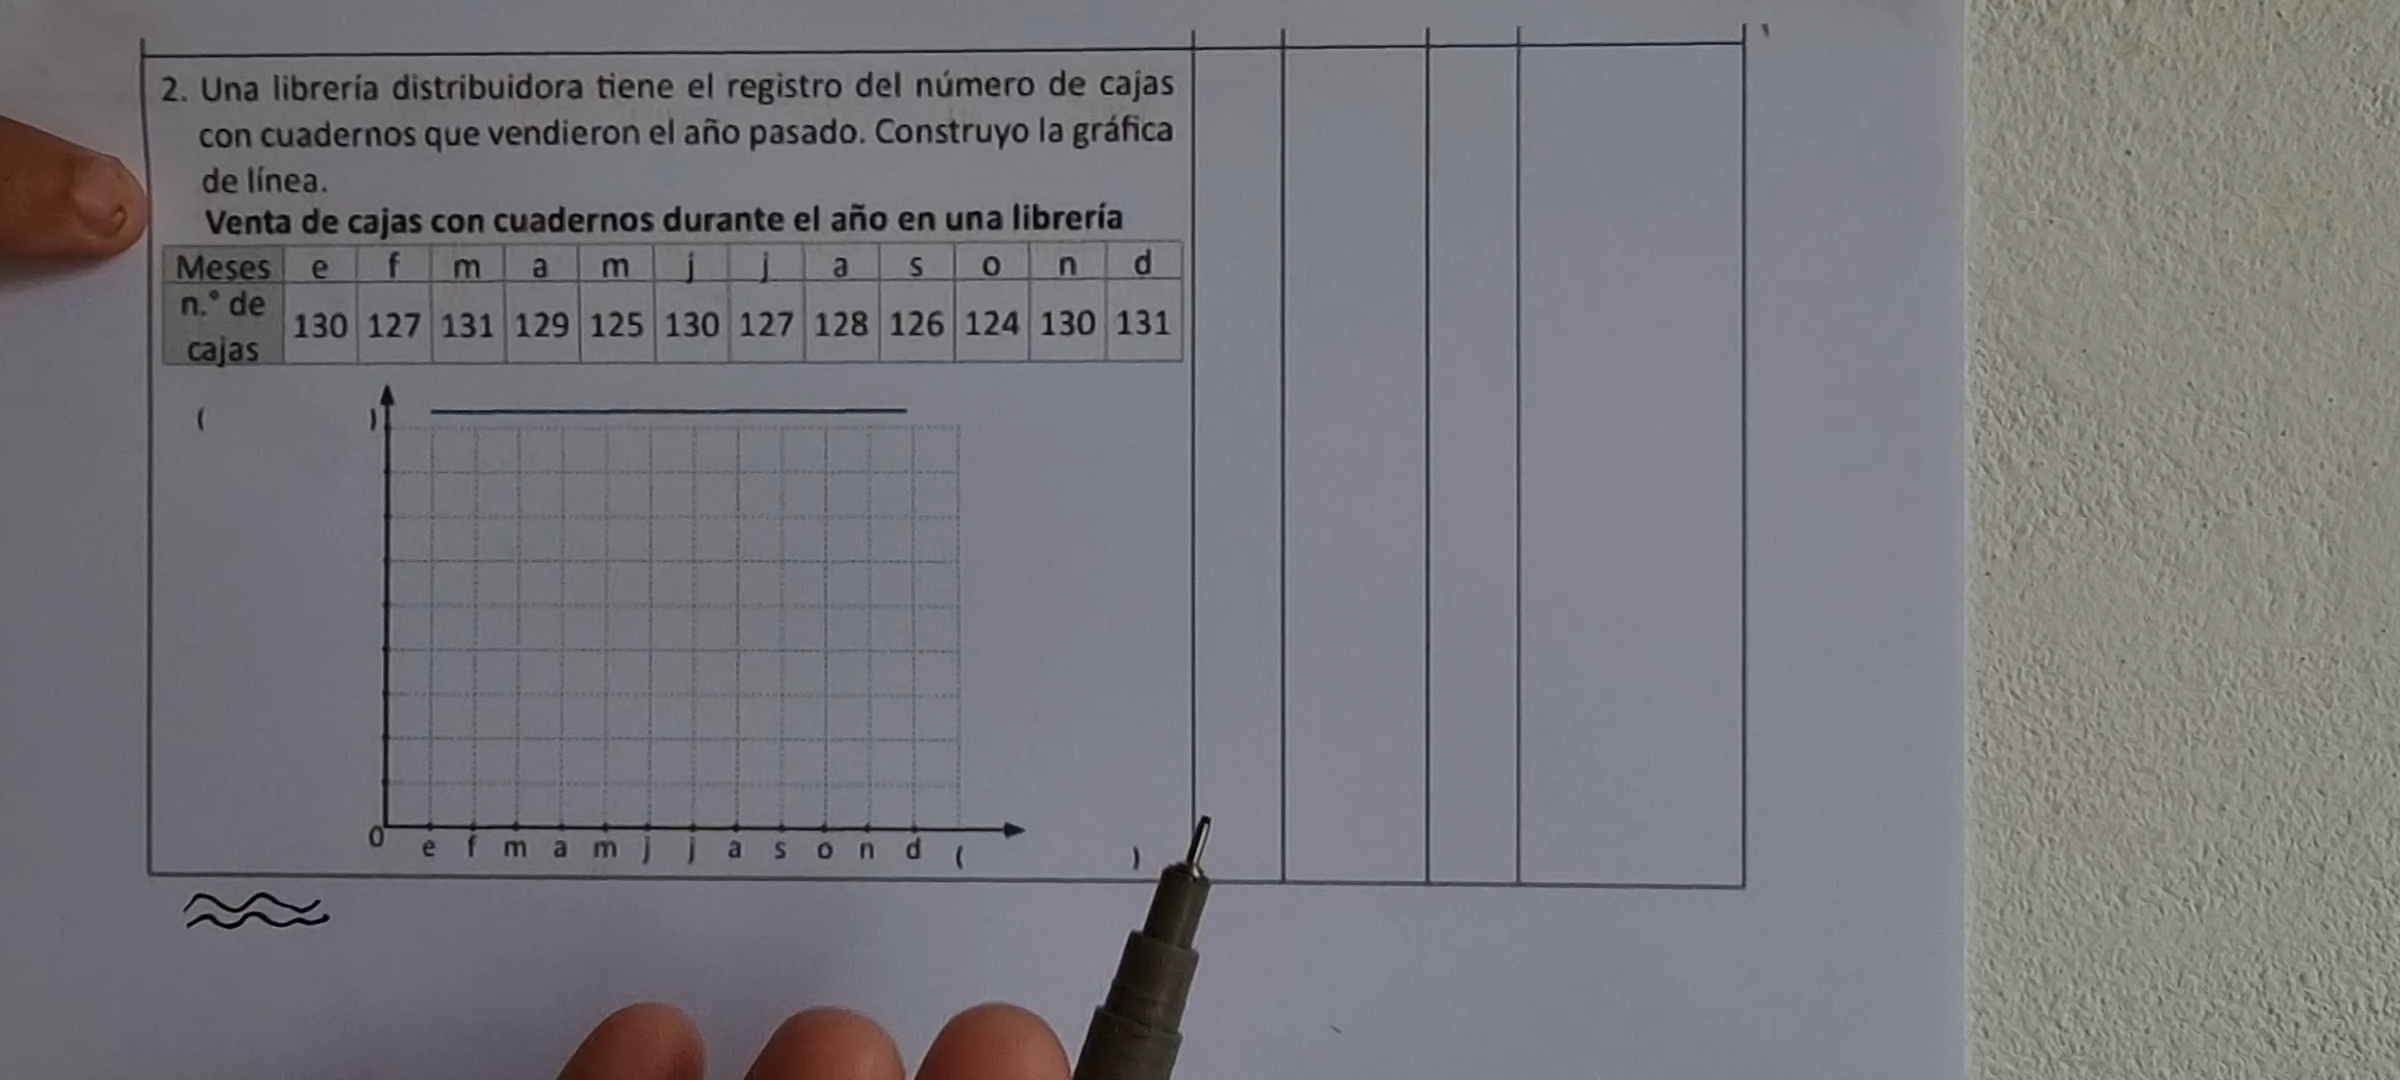 2. Una librería distribuidora tiene el registro del número de cajas
con cuadernos que vendieron el año pasado. Construyo la gráfica
de línea.
Venta de cajas con cuadernos durante el año en una librería
Meses e f m a m j j a s o n d
n.° de cajas 130 127 131 129 125 130 127 128 126 124 130 131
( )
0
e f m a m j j a s o n d ( )